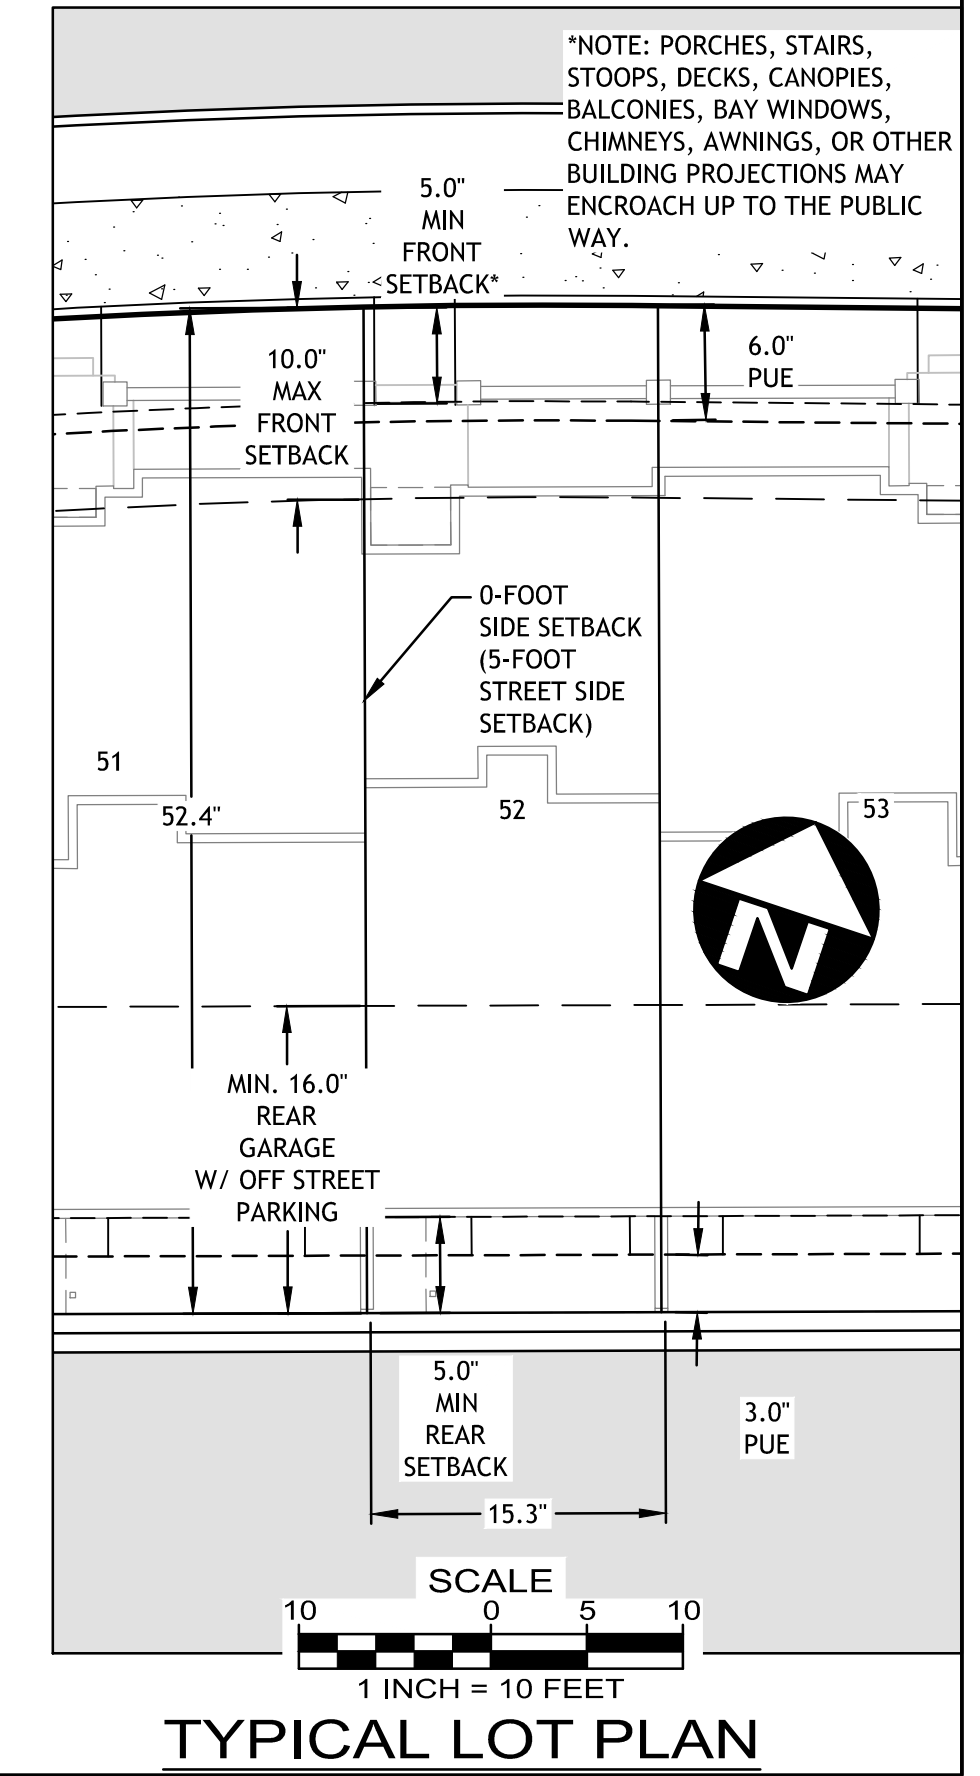 *NOTE: PORCHES, STAIRS,
STOOPS, DECKS, CANOPIES,
BALCONIES, BAY WINDOWS,
CHIMNEYS, AWNINGS, OR OTHER
BUILDING PROJECTIONS MAY
ENCROACH UP TO THE PUBLIC
WAY.
5.0"
MIN
FRONT
SETBACK*
10.0"
MAX
FRONT
SETBACK
6.0"
PUE
0-FOOT
SIDE SETBACK
(5-FOOT
STREET SIDE
SETBACK)
51
52.4"
52
53
N
MIN. 16.0"
REAR
GARAGE
W/ OFF STREET
PARKING
5.0"
MIN
REAR
SETBACK
3.0"
PUE
15.3"
SCALE
10 0 5 10
1 INCH = 10 FEET
TYPICAL LOT PLAN